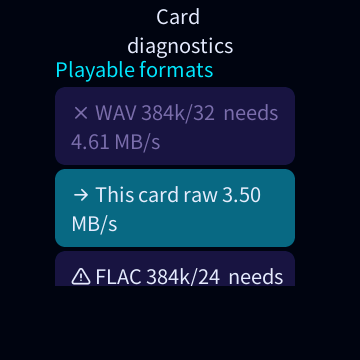 Card
diagnostics
Playable formats
× WAV 384k/32 needs
4.61 MB/s
→ This card raw 3.50
MB/s
⚠ FLAC 384k/24 needs